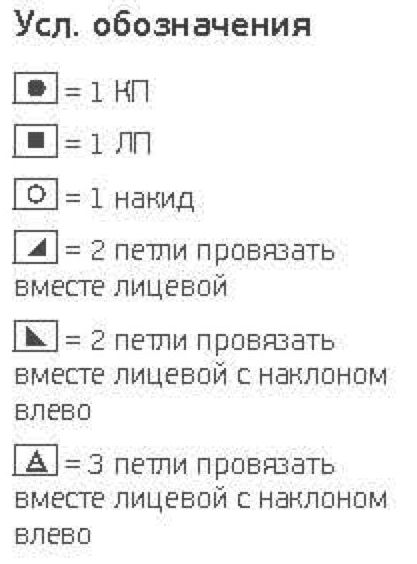 Усл. обозначения
= 1 КП
= 1 ЛП
= 1 накид
= 2 петли провязать
вместе лицевой
= 2 петли провязать
вместе лицевой с наклоном
влево
= 3 петли провязать
вместе лицевой с наклоном
влево